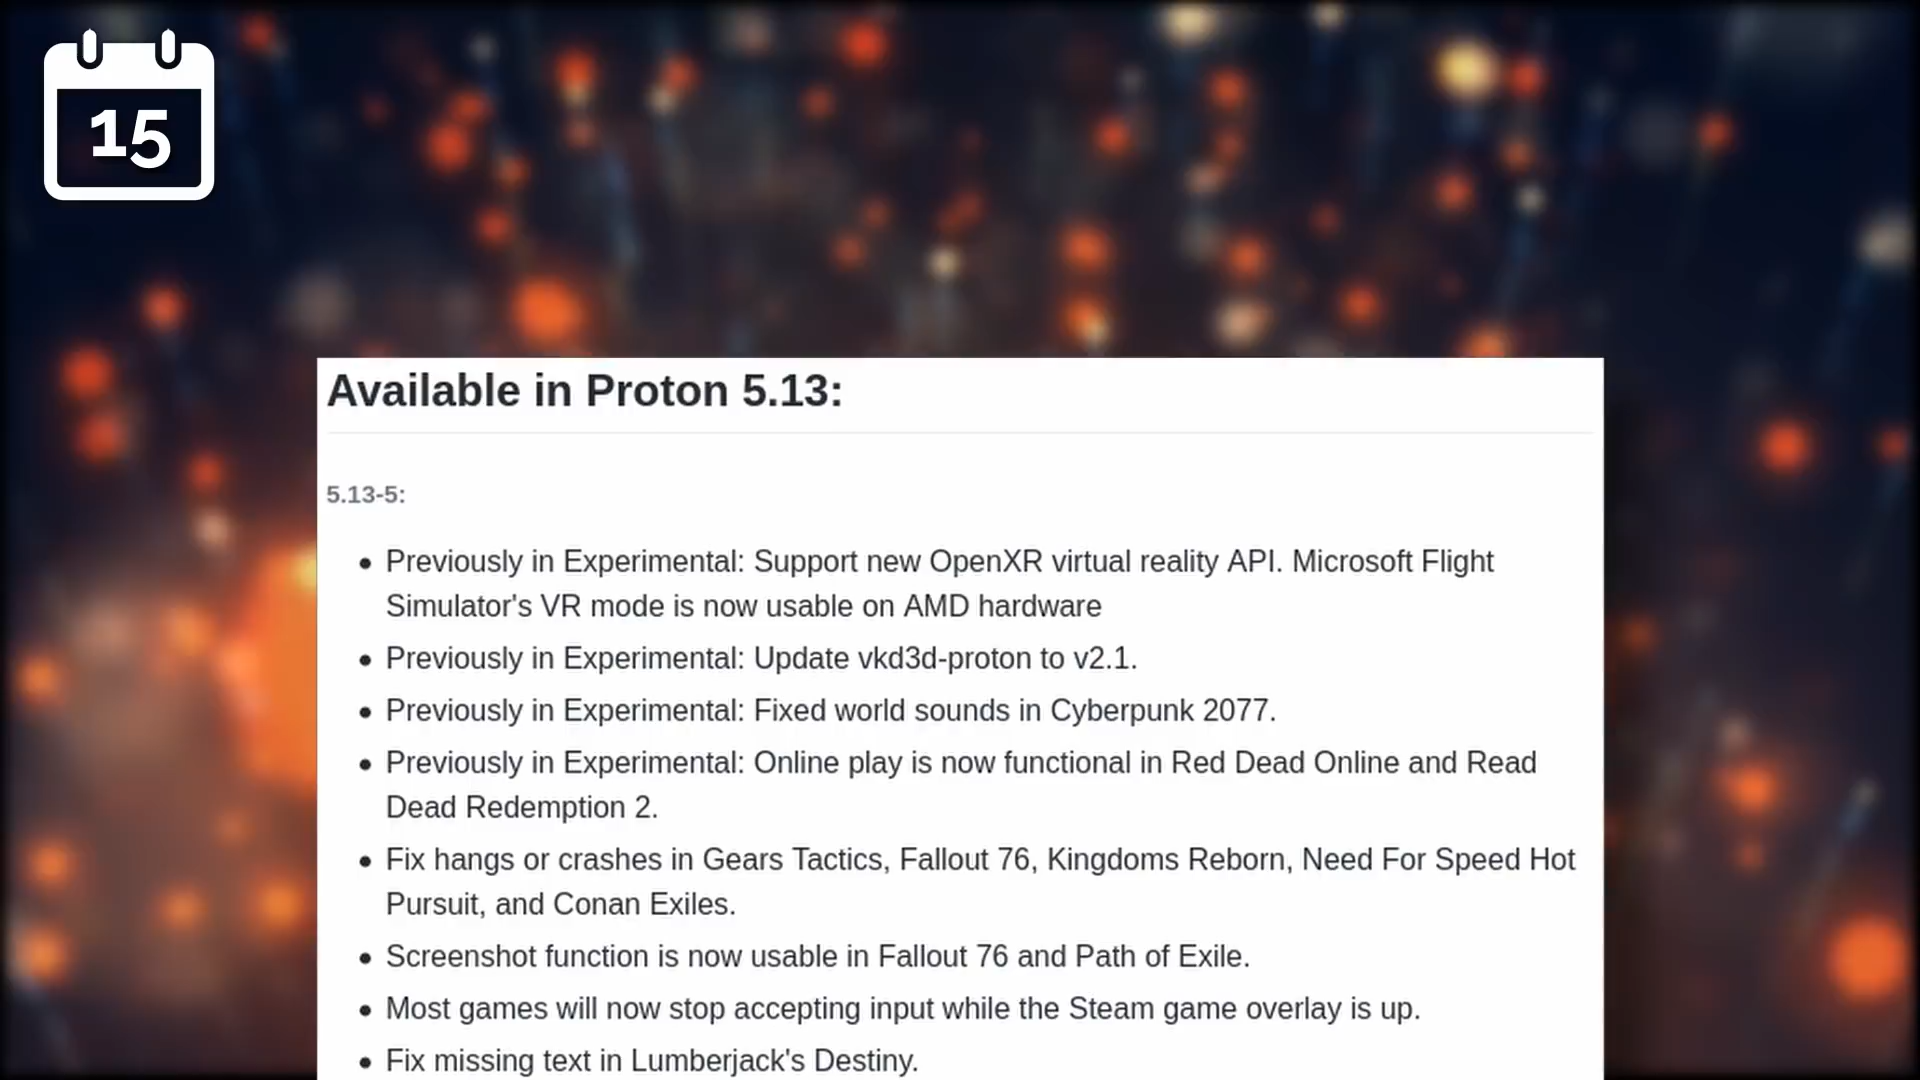 15
Available in Proton 5.13:
5.13-5:
Previously in Experimental: Support new OpenXR virtual reality API. Microsoft Flight
Simulator's VR mode is now usable on AMD hardware
Previously in Experimental: Update vkd3d-proton to v2.1.
Previously in Experimental: Fixed world sounds in Cyberpunk 2077.
Previously in Experimental: Online play is now functional in Red Dead Online and Read
Dead Redemption 2.
Fix hangs or crashes in Gears Tactics, Fallout 76, Kingdoms Reborn, Need For Speed Hot
Pursuit, and Conan Exiles.
Screenshot function is now usable in Fallout 76 and Path of Exile.
Most games will now stop accepting input while the Steam game overlay is up.
Fix missing text in Lumberjack's Destiny.